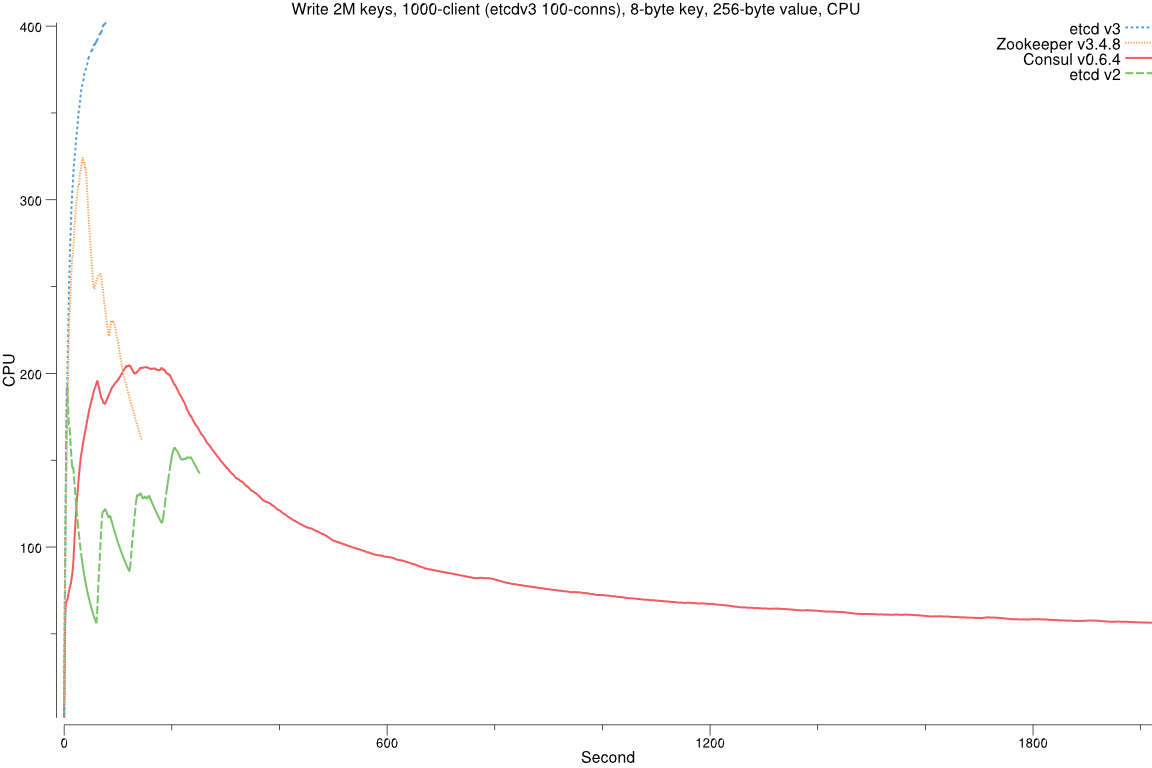 Write 2M keys, 1000-client (etcdv3 100-conns), 8-byte key, 256-byte value, CPU
etcd v3
Zookeeper v3.4.8
Consul v0.6.4
etcd v2
400
300
200
100
CPU
0 600 1200 1800
Second